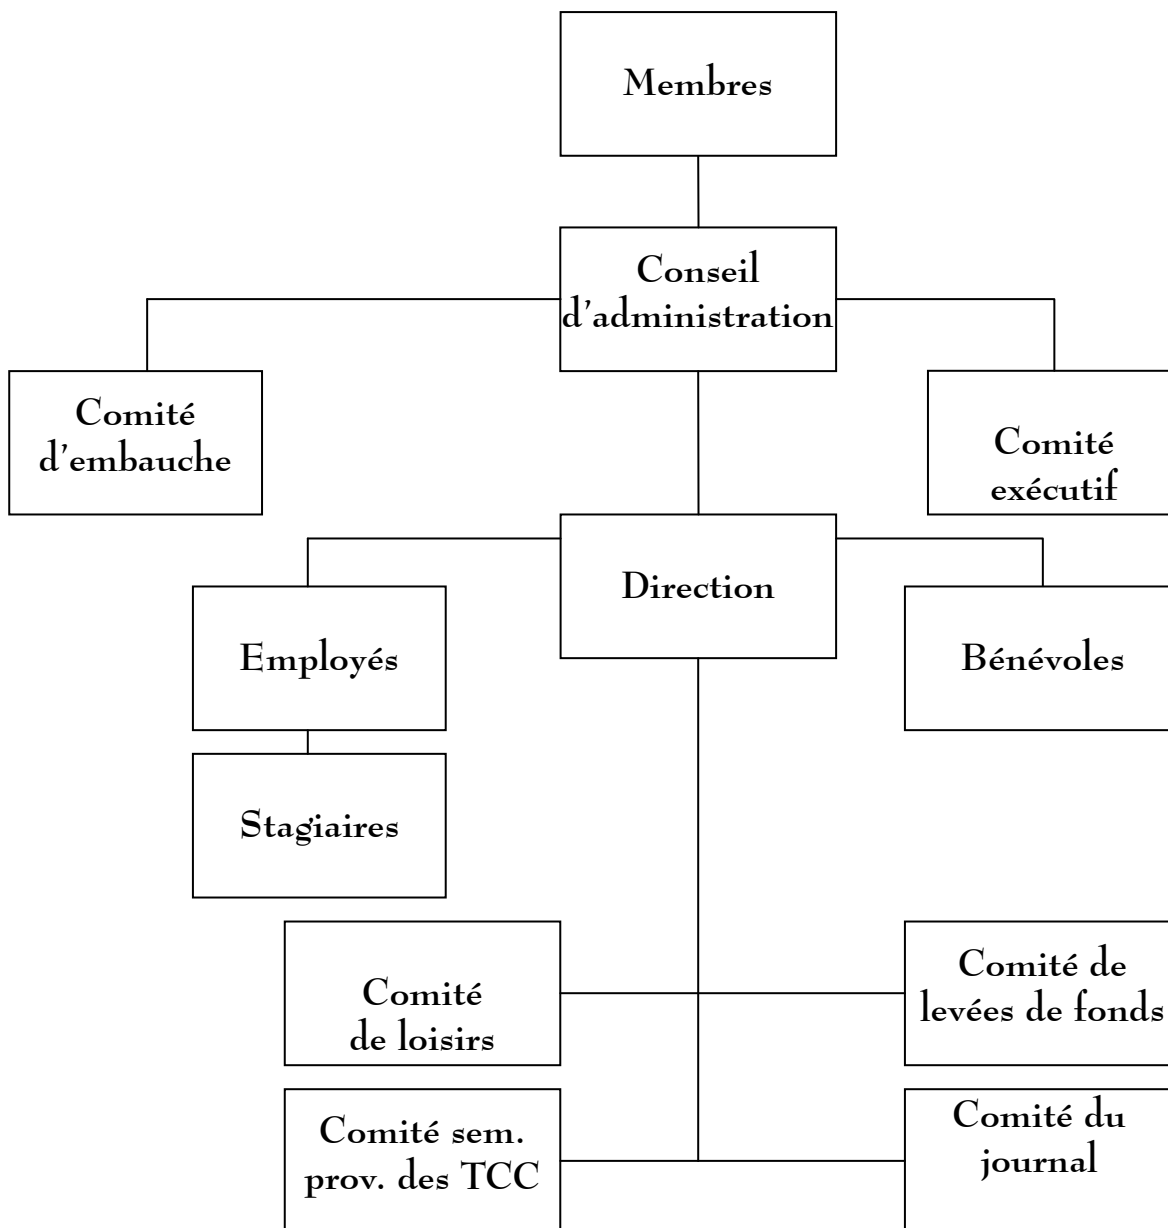 Membres
Conseil
d'administration
Comité
d'embauche
Comité
exécutif
Direction
Employés
Bénévoles
Stagiaires
Comité
de loisirs
Comité de
levées de fonds
Comité sem.
prov. des TCC
Comité du
journal